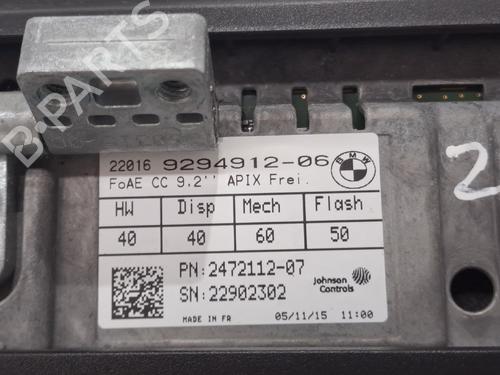 B-PARTS
22016 9294912-06
BMW
FoAE CC 9.2'' APIX Frei.
HW Disp Mech Flash
40 40 60 50
PN:2472112-07
SN:22902302
Johnson Controls
MADE IN FR 05/11/15 11:00
2